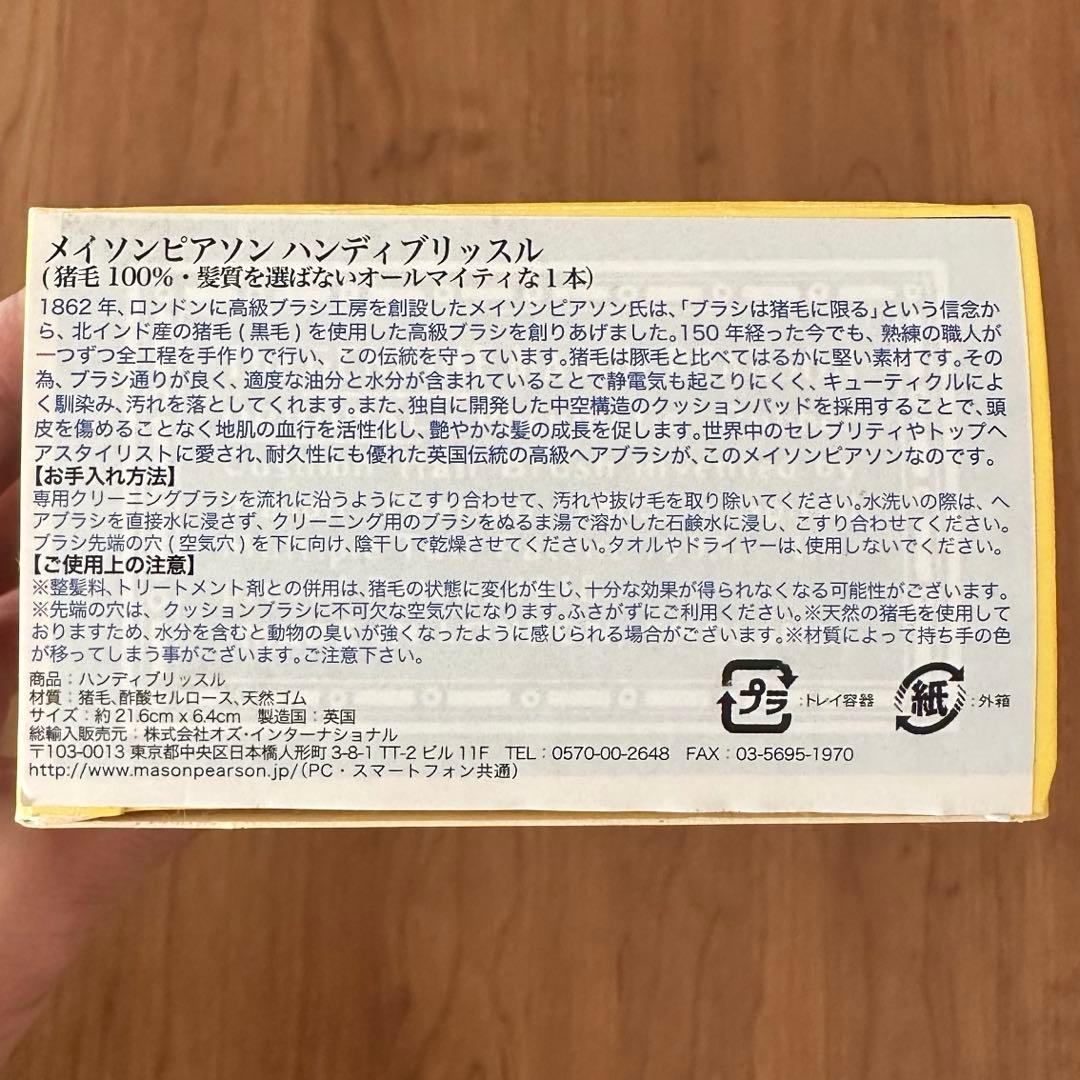 メイソンピアソン ハンディブリッスル
(猪毛 100%・髪質を選ばないオールマイティな1本)
1862 年、ロンドンに高級ブラシ工房を創設したメイソンピアソン氏は、「ブラシは猪毛に限る」という信念か
ら、北インド産の猪毛 (黒毛) を使用した高級ブラシを創りあげました。150 年経った今でも、熟練の職人が
一つずつ全工程を手作りで行い、この伝統を守っています。猪毛は豚毛と比べてはるかに堅い素材です。その
為、ブラシ通りが良く、適度な油分と水分が含まれていることで静電気も起こりにくく、キューティクルによ
く馴染み、汚れを落としてくれます。また、独自に開発した中空構造のクッションパッドを採用することで、頭
皮を傷めることなく地肌の血行を活性化し、艶やかな髪の成長を促します。世界中のセレブリティやトップヘ
アスタイリストに愛され、耐久性にも優れた英国伝統の高級ヘアブラシが、このメイソンピアソンなのです。
【お手入れ方法】
専用クリーニングブラシを流れに沿うようにこすり合わせて、汚れや抜け毛を取り除いてください。水洗いの際は、ヘ
アブラシを直接水に浸さず、クリーニング用のブラシをぬるま湯で溶かした石鹸水に浸し、こすり合わせてください。
ブラシ先端の穴 (空気穴) を下に向け、陰干しで乾燥させてください。タオルやドライヤーは、使用しないでください。
【ご使用上の注意】
※整髪料、トリートメント剤との併用は、猪毛の状態に変化が生じ、十分な効果が得られなくなる可能性がございます。
※先端の穴は、クッションブラシに不可欠な空気穴になります。ふさがずにご利用ください。※天然の猪毛を使用して
おりますため、水分を含むと動物の臭いが強くなったように感じられる場合がございます。※材質によって持ち手の色
が移ってしまう事がございます。ご注意下さい。
商品：ハンディブリッスル
材質：猪毛、酢酸セルロース、天然ゴム
サイズ：約 21.6cm x 6.4cm 製造国：英国
総輸入販売元：株式会社オズ・インターナショナル
〒103-0013 東京都中央区日本橋人形町 3-8-1 TT-2 ビル 11F TEL：0570-00-2648 FAX：03-5695-1970
http://www.masonpearson.jp/（PC・スマートフォン共通）
プラ：トレイ容器 紙：外箱